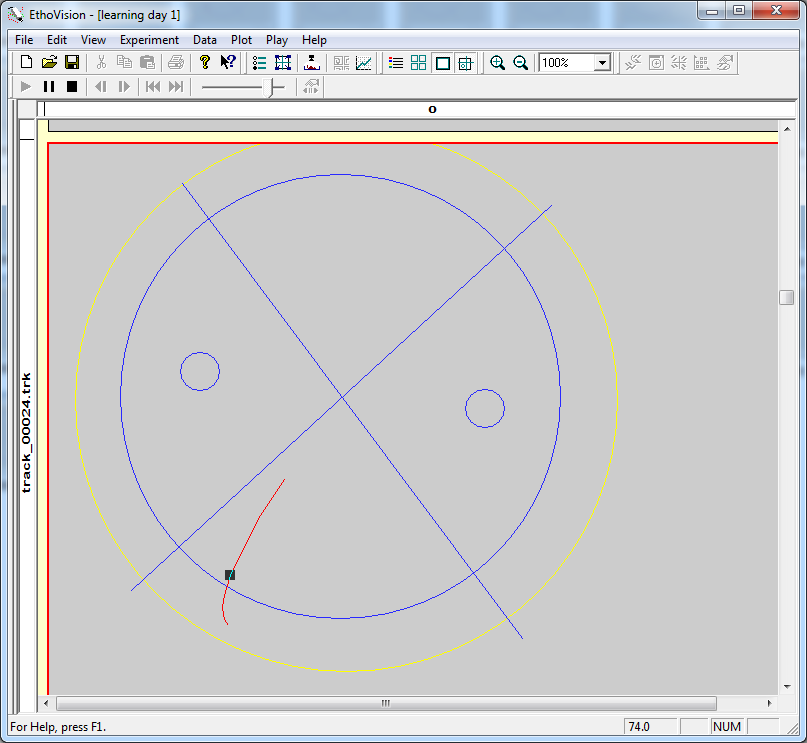 EthoVision - [learning day 1]
File Edit View Experiment Data Plot Play Help
100%
o
track_00024.trk
For Help, press F1.
74.0
NUM